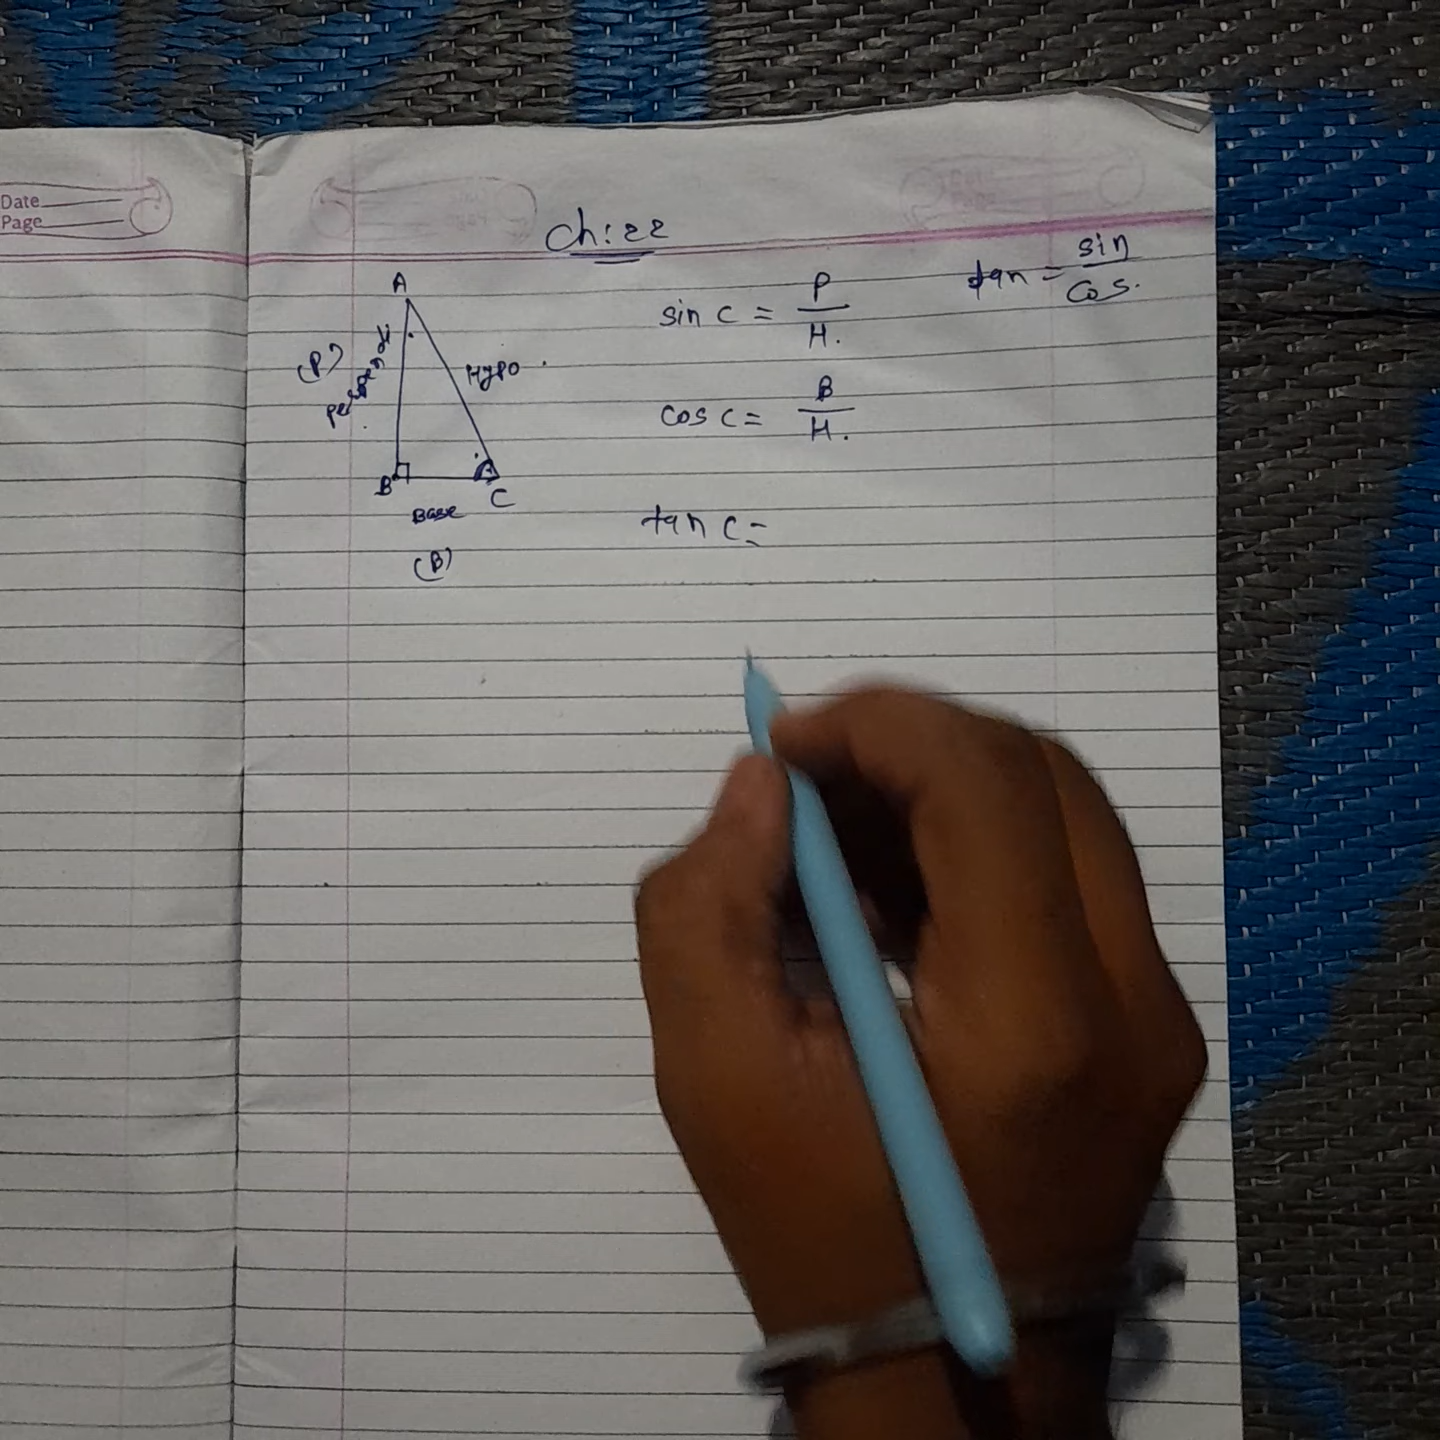 Date
Page
Ch:22
A
(P)
Hypo
B
C
Base
(B)
sin C = P/H.
cos C = B/H.
tan C =
tan = sin/cos.